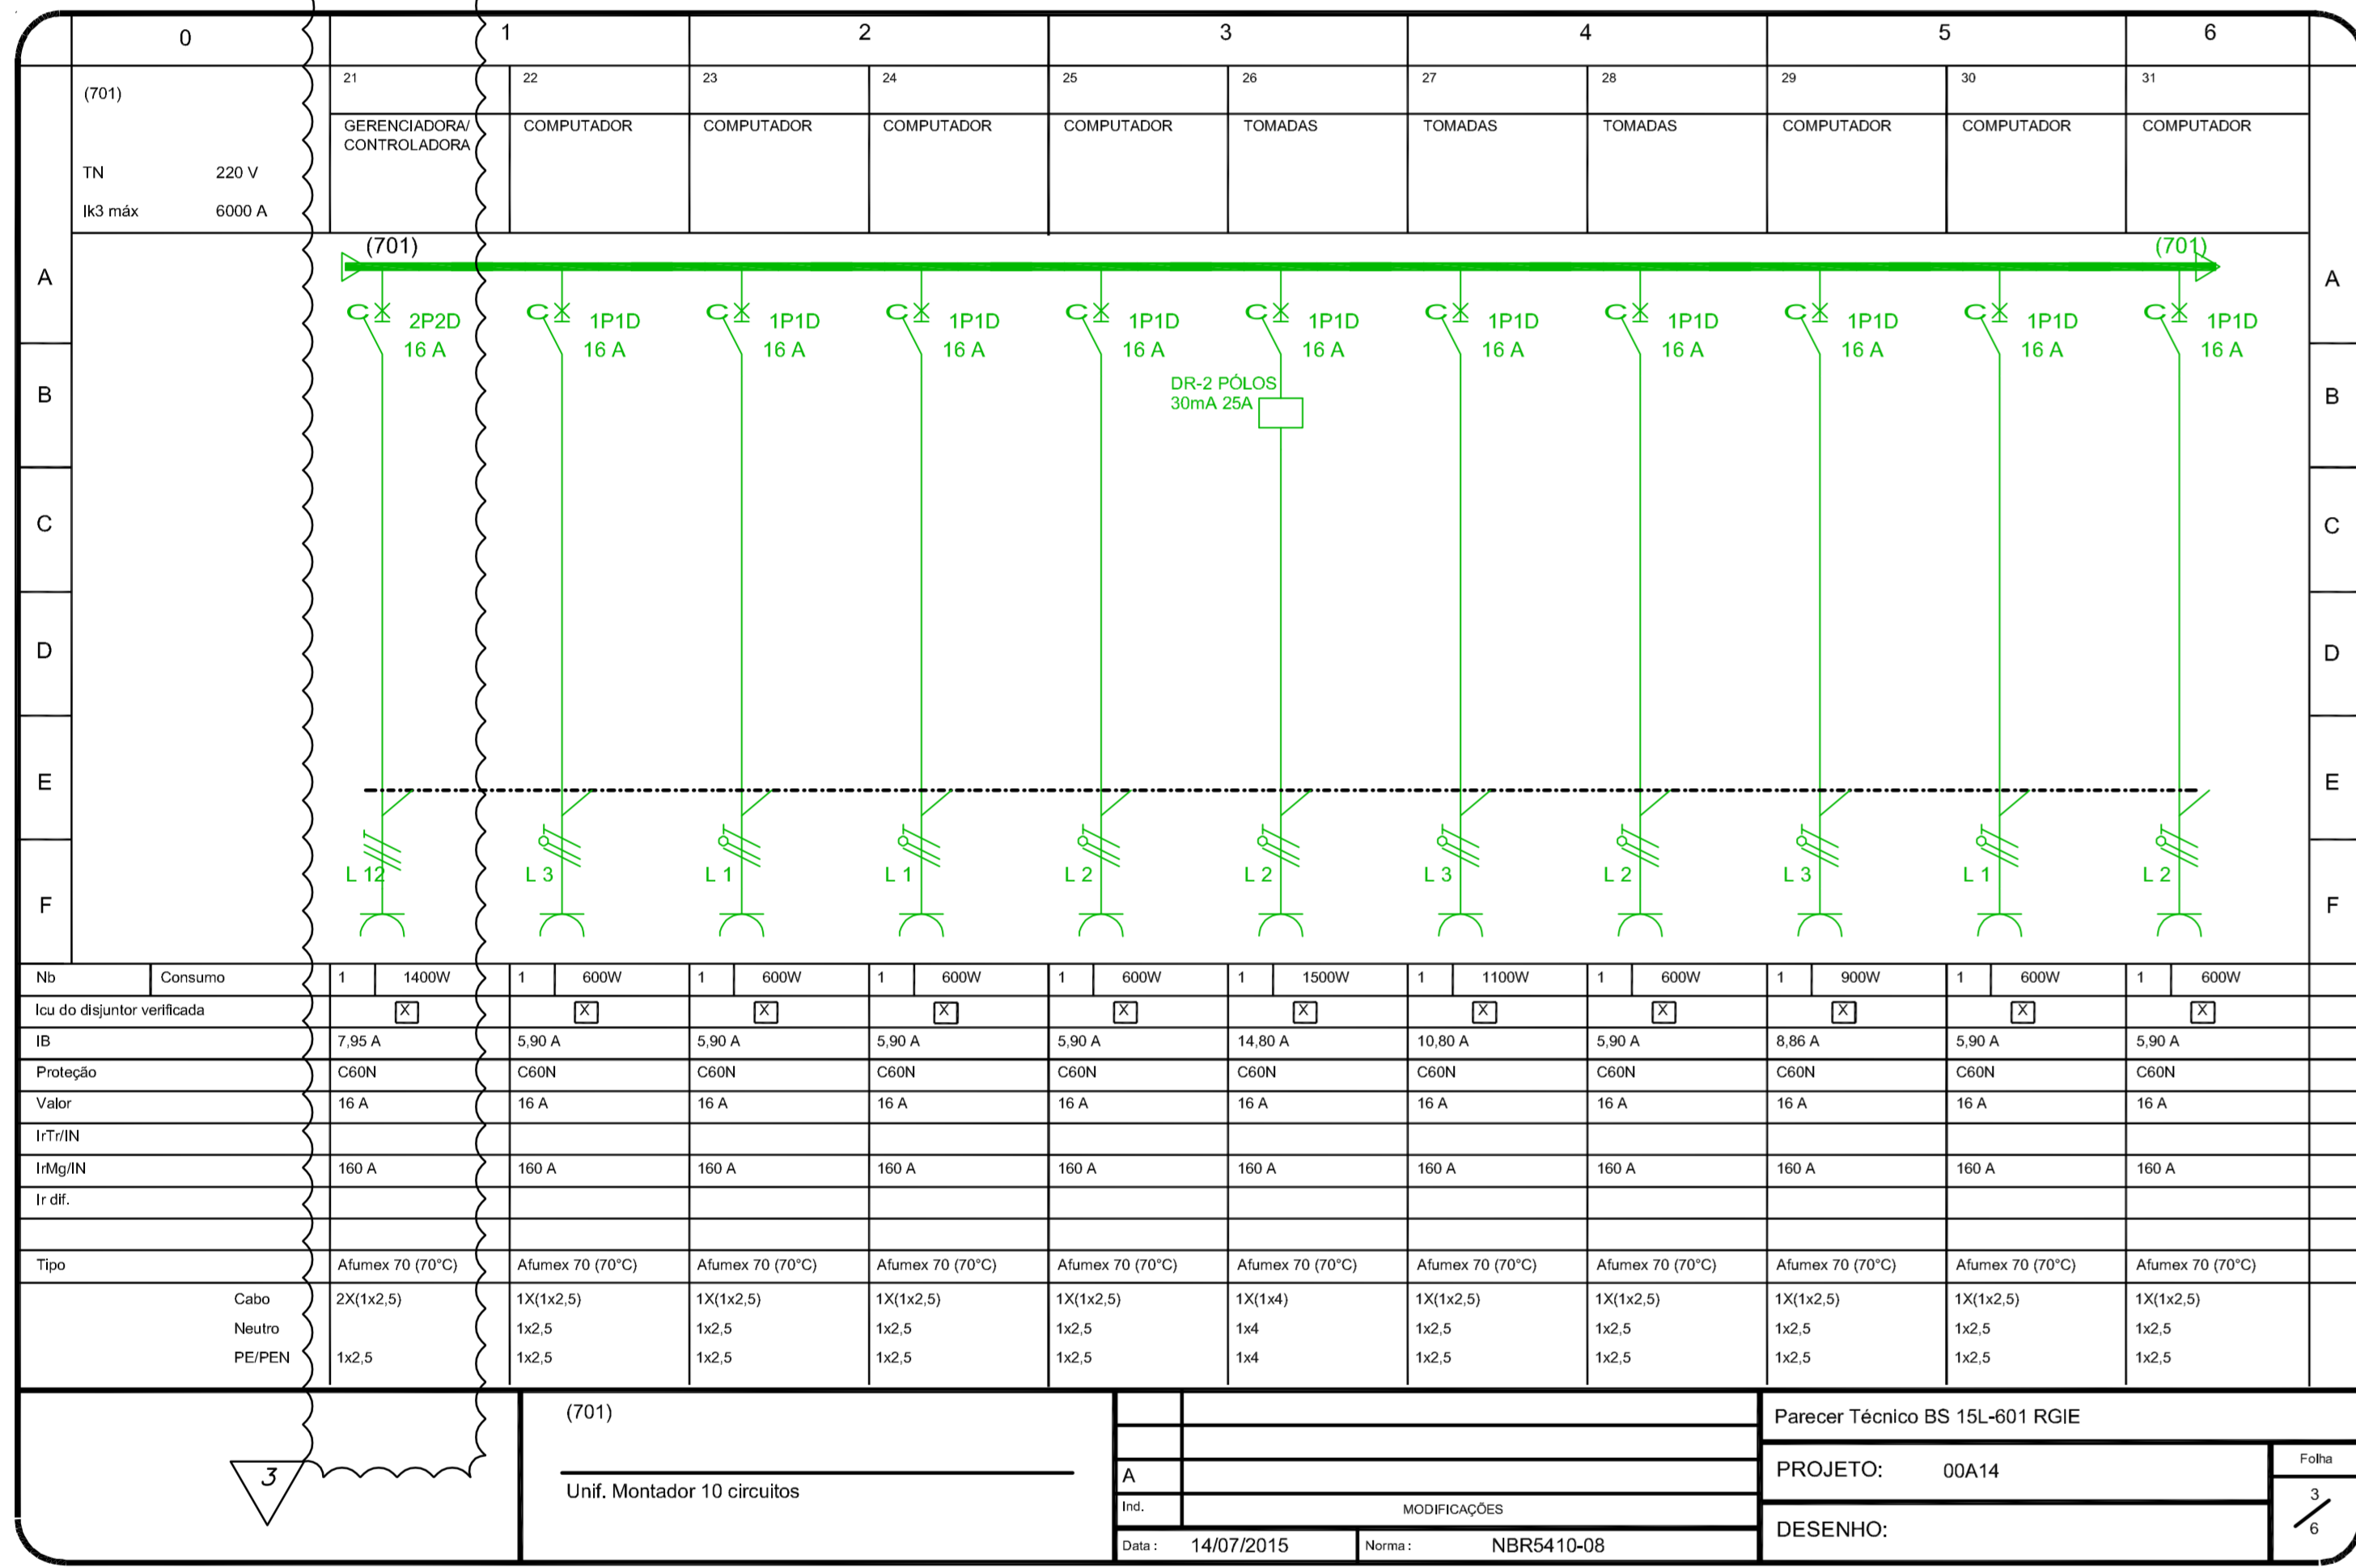 0 1 2 3 4 5 6
(701)
TN 220 V
Ik3 máx 6000 A
21 22 23 24 25 26 27 28 29 30 31
GERENCIADORA/ COMPUTADOR COMPUTADOR COMPUTADOR COMPUTADOR TOMADAS TOMADAS TOMADAS COMPUTADOR COMPUTADOR COMPUTADOR
CONTROLADORA
(701) (701)
A A
C 2P2D C 1P1D C 1P1D C 1P1D C 1P1D C 1P1D C 1P1D C 1P1D C 1P1D C 1P1D C 1P1D
16 A 16 A 16 A 16 A 16 A 16 A 16 A 16 A 16 A 16 A 16 A
DR-2 PÓLOS
30mA 25A
B B
C C
D D
E E
L 12 L 3 L 1 L 1 L 2 L 2 L 3 L 2 L 3 L 1 L 2
F F
Nb Consumo 1 1400W 1 600W 1 600W 1 600W 1 600W 1 1500W 1 1100W 1 600W 1 900W 1 600W 1 600W
Icu do disjuntor verificada X X X X X X X X X X X
IB 7,95 A 5,90 A 5,90 A 5,90 A 5,90 A 14,80 A 10,80 A 5,90 A 8,86 A 5,90 A 5,90 A
Proteção C60N C60N C60N C60N C60N C60N C60N C60N C60N C60N C60N
Valor 16 A 16 A 16 A 16 A 16 A 16 A 16 A 16 A 16 A 16 A 16 A
IrTr/IN
IrMg/IN 160 A 160 A 160 A 160 A 160 A 160 A 160 A 160 A 160 A 160 A 160 A
Ir dif.
Tipo Afumex 70 (70°C) Afumex 70 (70°C) Afumex 70 (70°C) Afumex 70 (70°C) Afumex 70 (70°C) Afumex 70 (70°C) Afumex 70 (70°C) Afumex 70 (70°C) Afumex 70 (70°C) Afumex 70 (70°C) Afumex 70 (70°C)
Cabo 2X(1x2,5) 1X(1x2,5) 1X(1x2,5) 1X(1x2,5) 1X(1x2,5) 1X(1x4) 1X(1x2,5) 1X(1x2,5) 1X(1x2,5) 1X(1x2,5) 1X(1x2,5)
Neutro 1x2,5 1x2,5 1x2,5 1x2,5 1x4 1x2,5 1x2,5 1x2,5 1x2,5 1x2,5
PE/PEN 1x2,5 1x2,5 1x2,5 1x2,5 1x2,5 1x4 1x2,5 1x2,5 1x2,5 1x2,5 1x2,5
3
(701)
Unif. Montador 10 circuitos
A
Ind. MODIFICAÇÕES
Data : 14/07/2015 Norma : NBR5410-08
Parecer Técnico BS 15L-601 RGIE
PROJETO: 00A14
DESENHO:
Folha
3
6